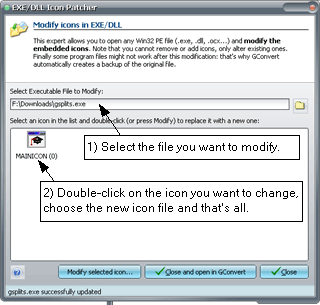 EXE/DLL Icon Patcher
Modify icons in EXE/DLL
This expert allows you to open any Win32 PE file (.exe, .dll, .ocx...) and modify the
embedded icons. Note that you cannot remove or add icons, only alter existing ones.
Finally some program files might not work after this modification: that's why GConvert
automatically creates a backup of the original file.
Select Executable File to Modify:
F:\Downloads\gsplits.exe
Select an icon in the list and double-click (or press Modify) to replace it with a new one:
1) Select the file you want to modify.
MAINICON (0)
2) Double-click on the icon you want to change,
choose the new icon file and that's all.
Modify selected icon...
Close and open in GConvert
Close
gsplits.exe successfully updated